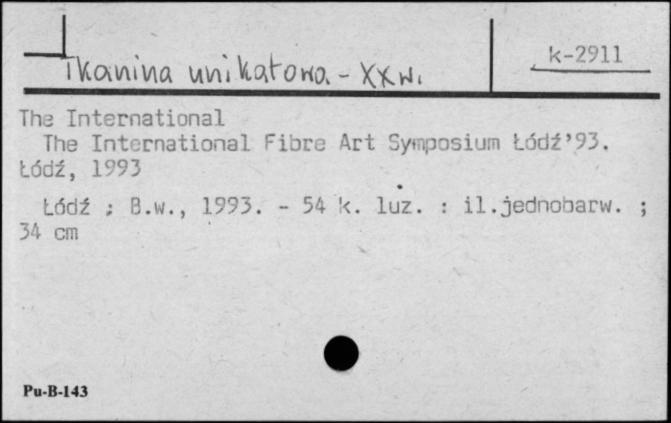 Tkanina unikatowa. - XX w.
k-2911
The International
The International Fibre Art Symposium Łódź'93.
Łódź, 1993
Łódź ; B.w., 1993. - 54 k. luz. : il.jednobarw. ;
34 cm
Pu-B-143